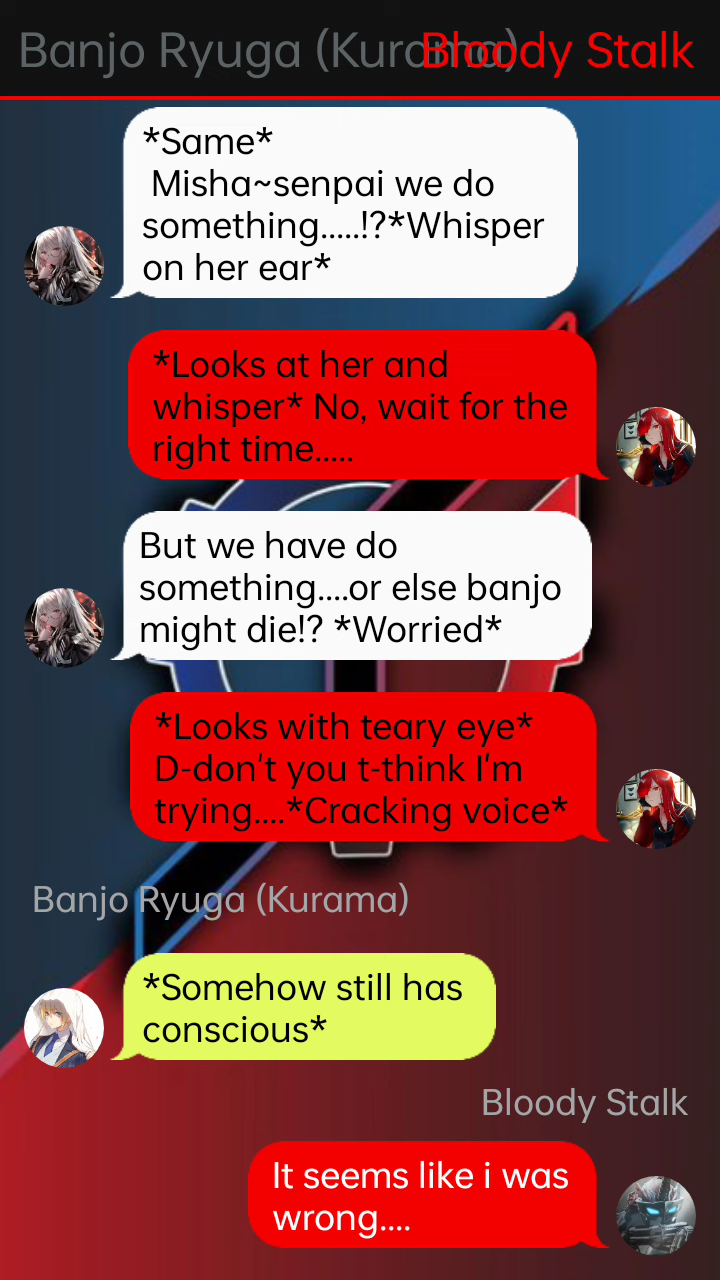 Banjo Ryuga (Kurama)
Bloody Stalk
*Same*
Misha~senpai we do
something.....!?*Whisper
on her ear*
*Looks at her and
whisper* No, wait for the
right time.....
But we have do
something....or else banjo
might die!? *Worried*
*Looks with teary eye*
D-don't you t-think I'm
trying....*Cracking voice*
Banjo Ryuga (Kurama)
*Somehow still has
conscious*
Bloody Stalk
It seems like i was
wrong....